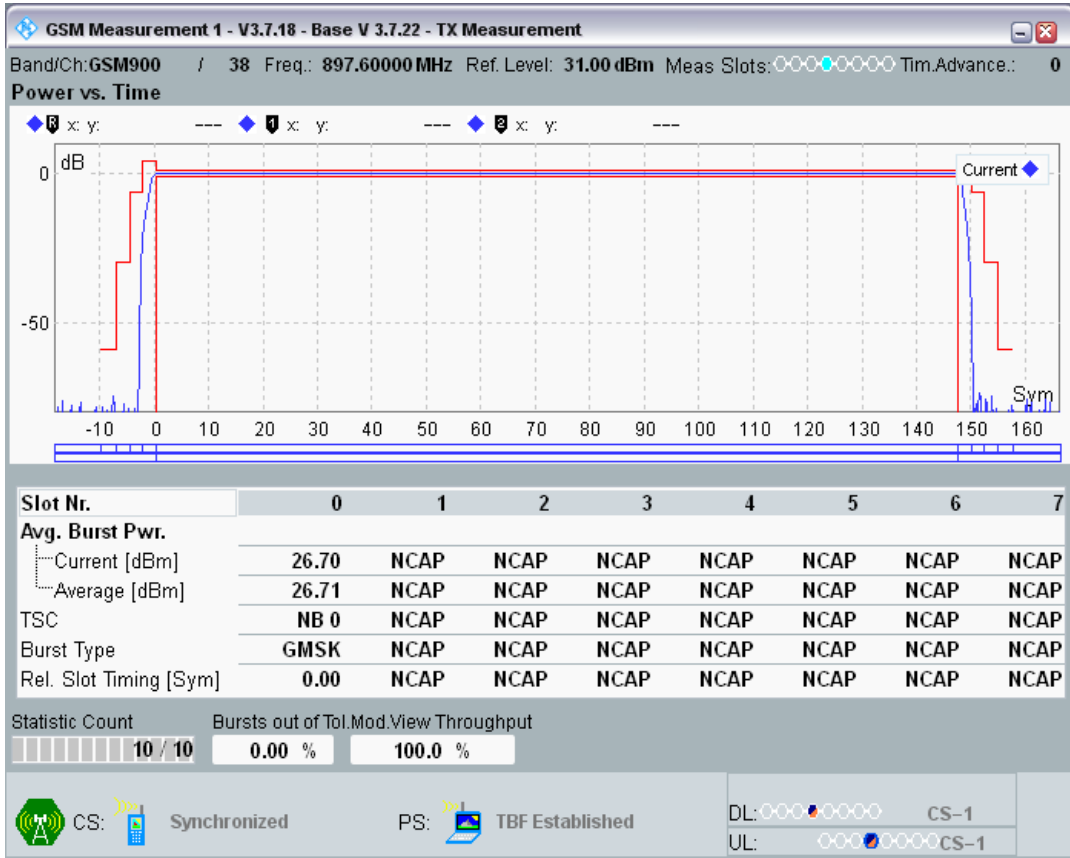 GSM Measurement 1 - V3.7.18 - Base V 3.7.22 - TX Measurement
Band/Ch:GSM900 / 38 Freq.: 897.60000 MHz Ref. Level: 31.00 dBm Meas Slots: Tim.Advance.: 0
Power vs. Time
R x: y: --- 1 x: y: --- 2 x: y: ---
dB
Current
0
-50
Sym
-10 0 10 20 30 40 50 60 70 80 90 100 110 120 130 140 150 160
Slot Nr. 0 1 2 3 4 5 6 7
Avg. Burst Pwr.
Current [dBm] 26.70 NCAP NCAP NCAP NCAP NCAP NCAP NCAP
Average [dBm] 26.71 NCAP NCAP NCAP NCAP NCAP NCAP NCAP
TSC NB 0 NCAP NCAP NCAP NCAP NCAP NCAP NCAP
Burst Type GMSK NCAP NCAP NCAP NCAP NCAP NCAP NCAP
Rel. Slot Timing [Sym] 0.00 NCAP NCAP NCAP NCAP NCAP NCAP NCAP
Statistic Count Bursts out of Tol.Mod.View Throughput
10 / 10 0.00 % 100.0 %
CS: Synchronized PS: TBF Established
DL: CS-1
UL: CS-1